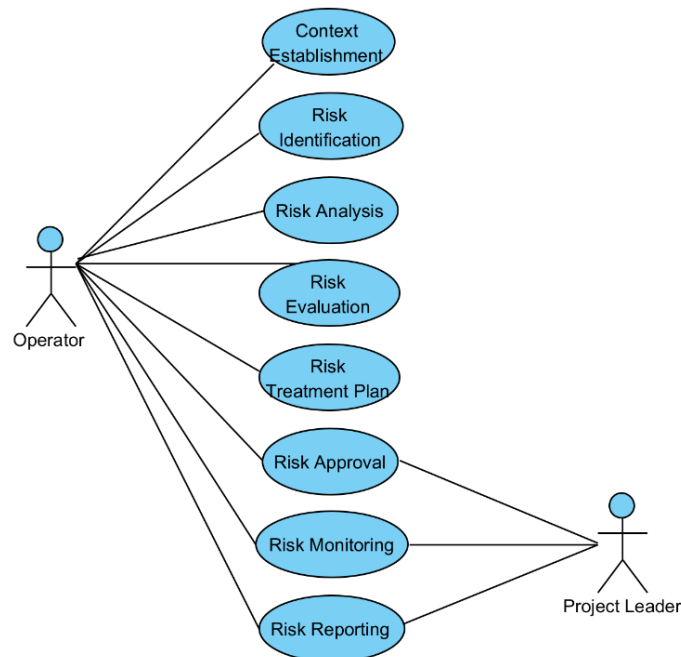 Context
Establishment
Risk
Identification
Risk Analysis
Risk
Evaluation
Operator
Risk
Treatment Plan
Risk Approval
Risk Monitoring
Project Leader
Risk Reporting